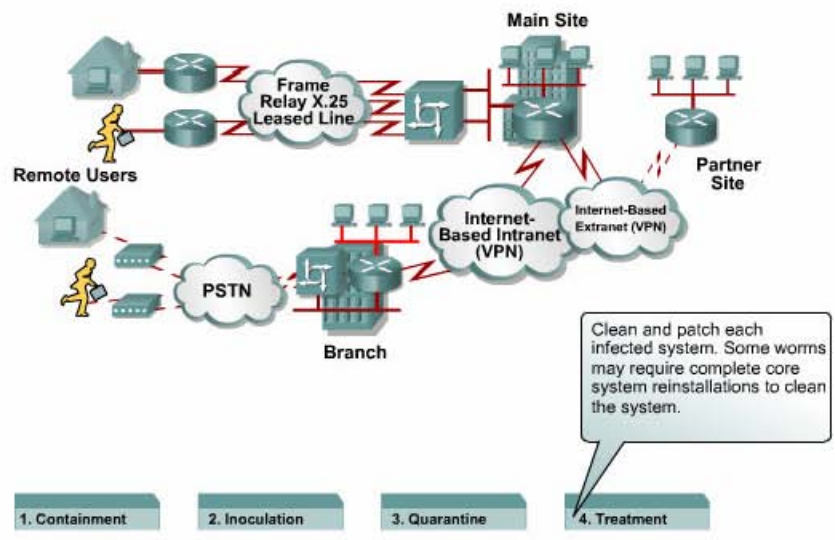 Main Site
Frame
Relay X.25
Leased Line
Partner
Site
Remote Users
Internet-
Based Intranet
(VPN)
Internet-Based
Extranet (VPN)
PSTN
Branch
Clean and patch each
infected system. Some worms
may require complete core
system reinstallations to clean
the system.
1. Containment
2. Inoculation
3. Quarantine
4. Treatment